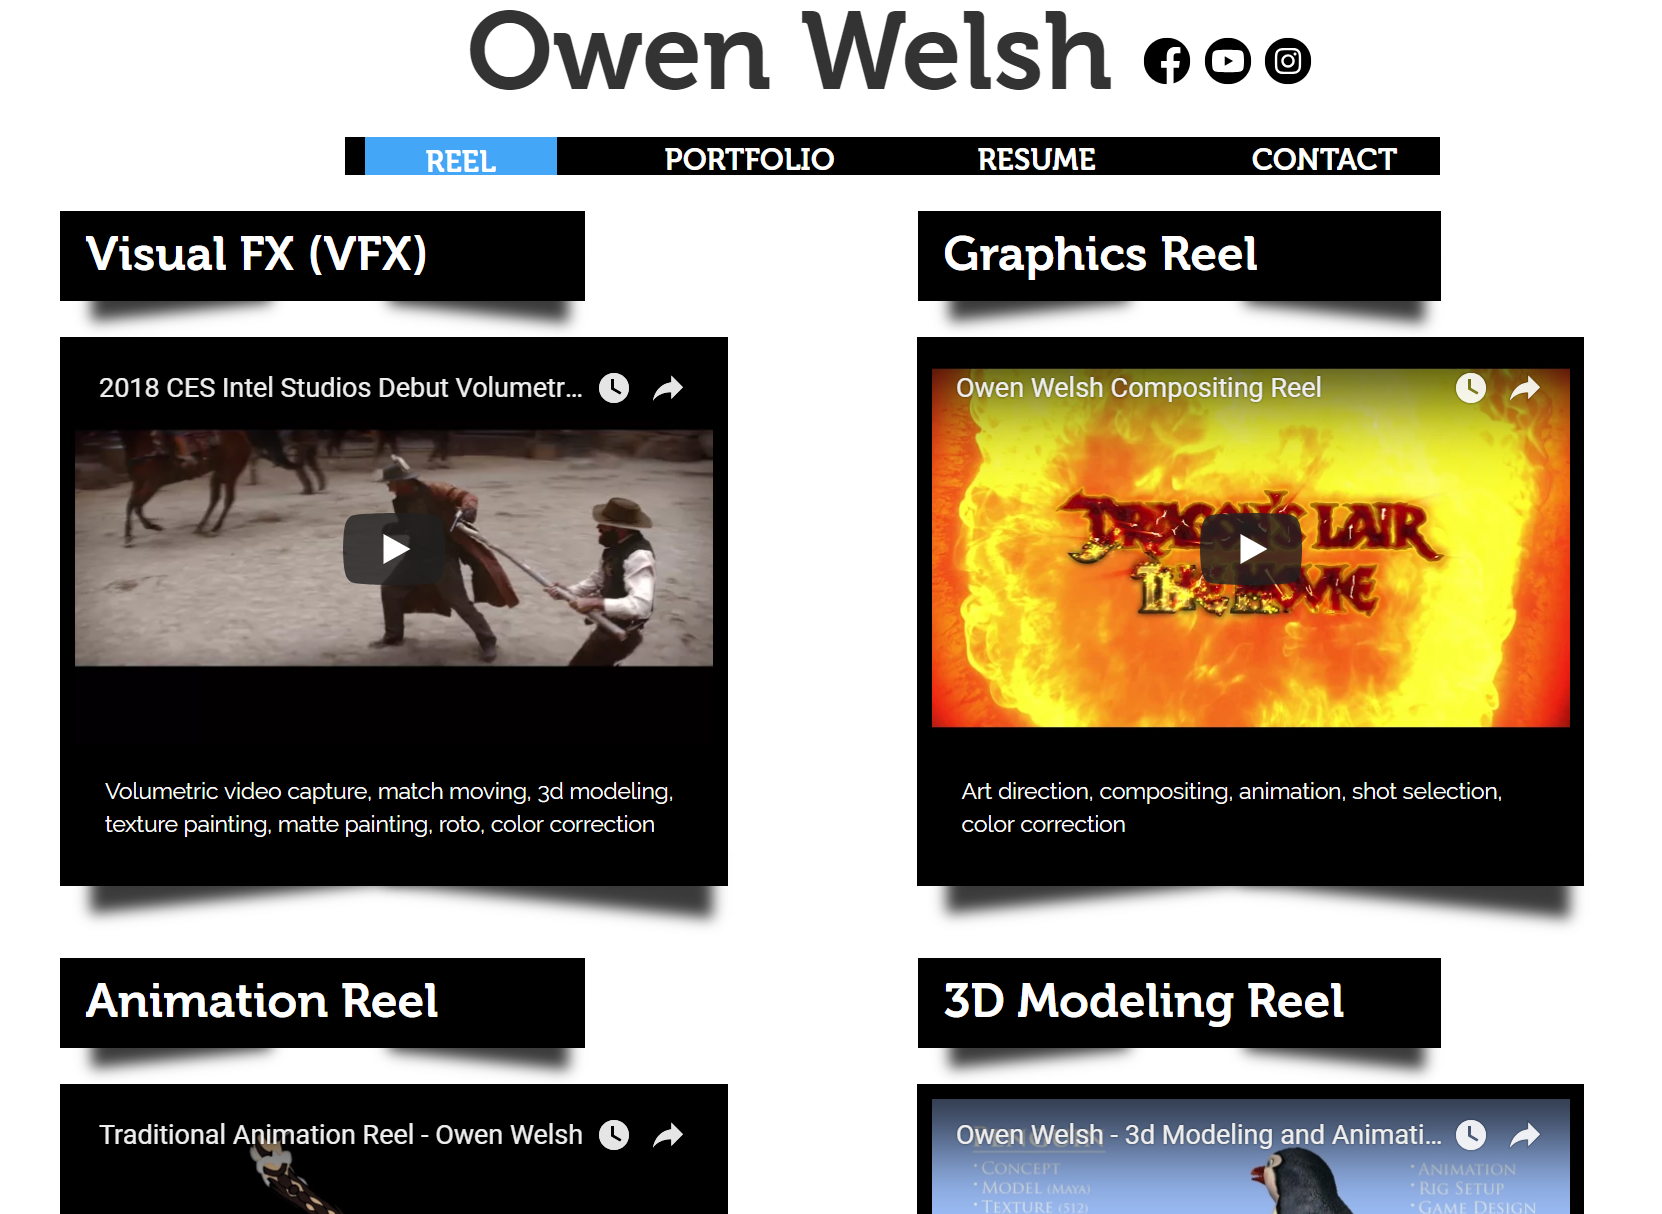 Owen Welsh
REEL
PORTFOLIO
RESUME
CONTACT
Visual FX (VFX)
Graphics Reel
2018 CES Intel Studios Debut Volumetr...
Owen Welsh Compositing Reel
DRAGON'S LAIR
THE MOVIE
Volumetric video capture, match moving, 3d modeling,
texture painting, matte painting, roto, color correction
Art direction, compositing, animation, shot selection,
color correction
Animation Reel
3D Modeling Reel
Traditional Animation Reel - Owen Welsh
Owen Welsh - 3d Modeling and Animati...
• CONCEPT
• MODEL (MAYA)
• TEXTURE (512)
• ANIMATION
• RIG SETUP
• GAME DESIGN